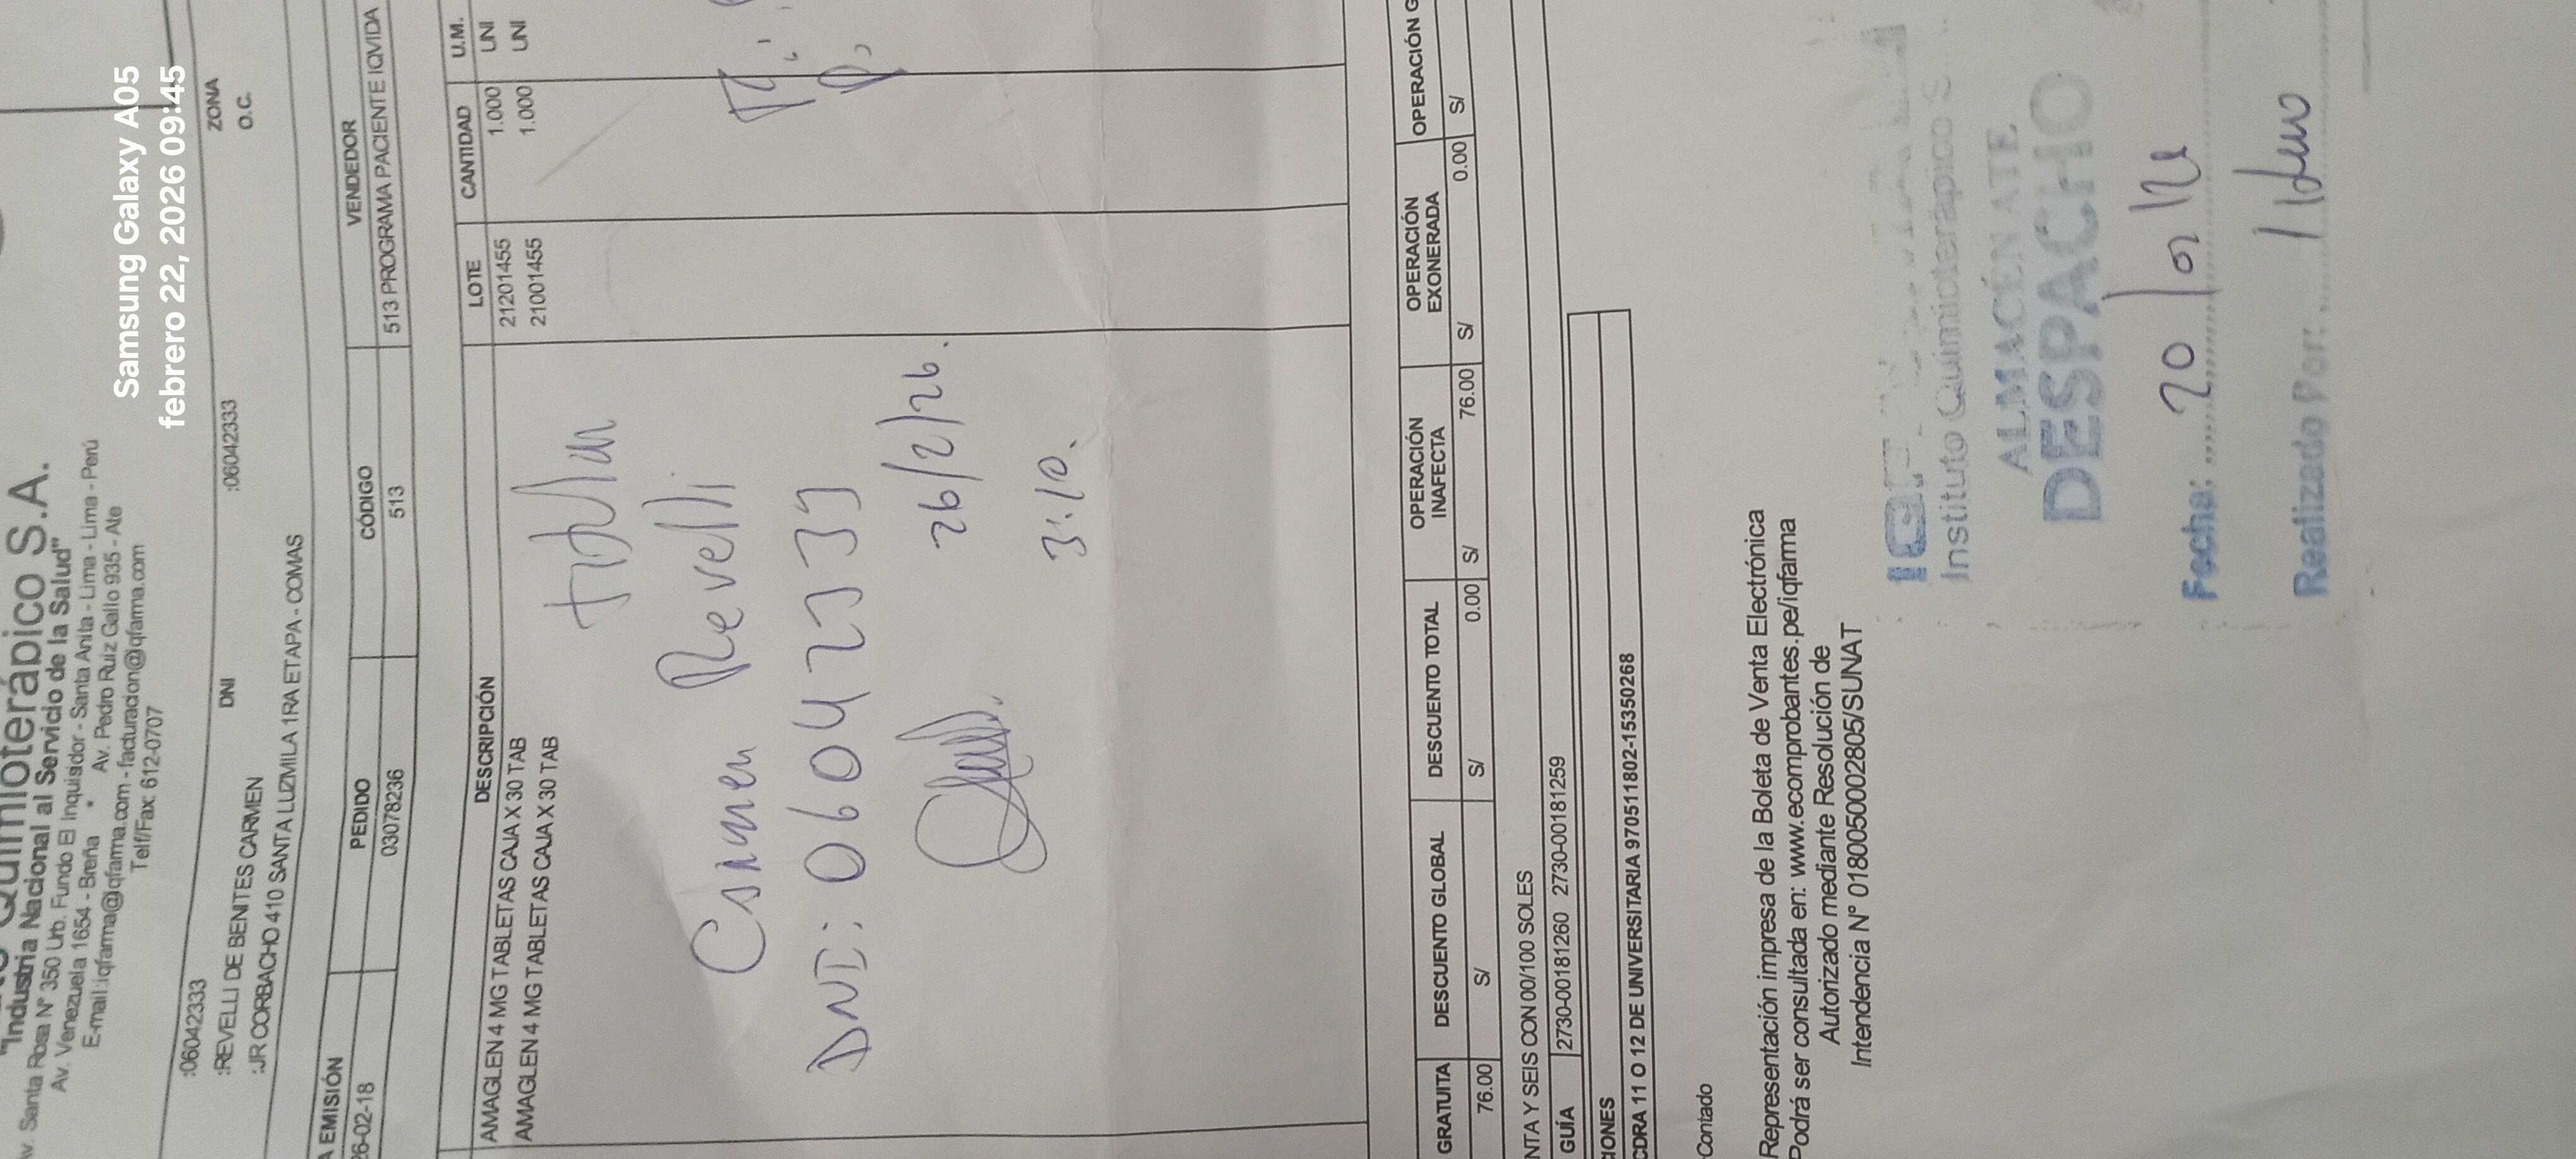 Samsung Galaxy A05
febrero 22, 2026 09:45
Quimioterápico S.A.
"Industria Nacional al Servicio de la Salud"
Av. Santa Rosa Nº 350 Urb. Fundo El Inquisidor - Santa Anita - Lima - Lima - Perú
Av. Venezuela 1654 - Breña * Av. Pedro Ruiz Gallo 935 - Ate
E-mail:iqfarma@iqfarma.com - facturacion@iqfarma.com
Telf/Fax: 612-0707
:06042333 DNI :06042333 ZONA
:REVELLI DE BENITES CARMEN O.C.
:JR CORBACHO 410 SANTA LUZMILA 1RA ETAPA - COMAS
A EMISIÓN PEDIDO CÓDIGO VENDEDOR
26-02-18 03078236 513 513 PROGRAMA PACIENTE IQVIDA
DESCRIPCIÓN LOTE CANTIDAD U.M.
AMAGLEN 4 MG TABLETAS CAJA X 30 TAB 21201455 1.000 UNI
AMAGLEN 4 MG TABLETAS CAJA X 30 TAB 21001455 1.000 UNI
titular
Carmen Revelli
DNI: 06042333
26/2/26.
3:10.
GRATUITA DESCUENTO GLOBAL DESCUENTO TOTAL OPERACIÓN INAFECTA OPERACIÓN EXONERADA OPERACIÓN G
76.00 S/ S/ 0.00 S/ 76.00 S/ 0.00 S/
NTA Y SEIS CON 00/100 SOLES
GUÍA 2730-00181260 2730-00181259
IONES
CDRA 11 O 12 DE UNIVERSITARIA 970511802-15350268
Contado
Representación impresa de la Boleta de Venta Electrónica
Podrá ser consultada en: www.ecomprobantes.pe/iqfarma
Autorizado mediante Resolución de
Intendencia Nº 0180050002805/SUNAT
Instituto Quimioterápico S
ALMACÉN ATE
DESPACHO
Fecha: 20
Realizado Por: